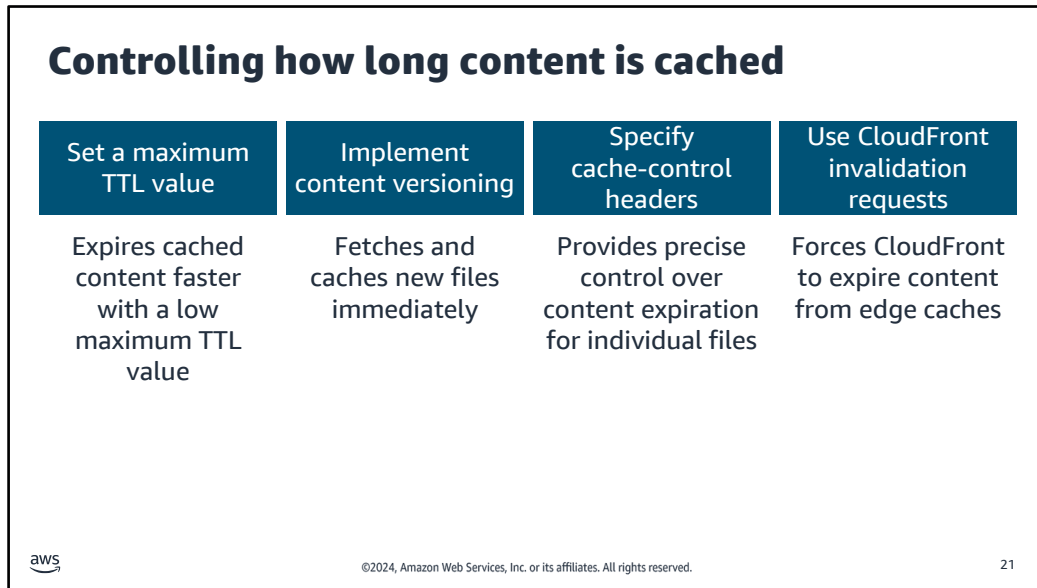 Controlling how long content is cached
Set a maximum
TTL value
Expires cached
content faster
with a low
maximum TTL
value
Implement
content versioning
Fetches and
caches new files
immediately
Specify
cache-control
headers
Provides precise
control over
content expiration
for individual files
Use CloudFront
invalidation
requests
Forces CloudFront
to expire content
from edge caches
aws
©2024, Amazon Web Services, Inc. or its affiliates. All rights reserved.
21